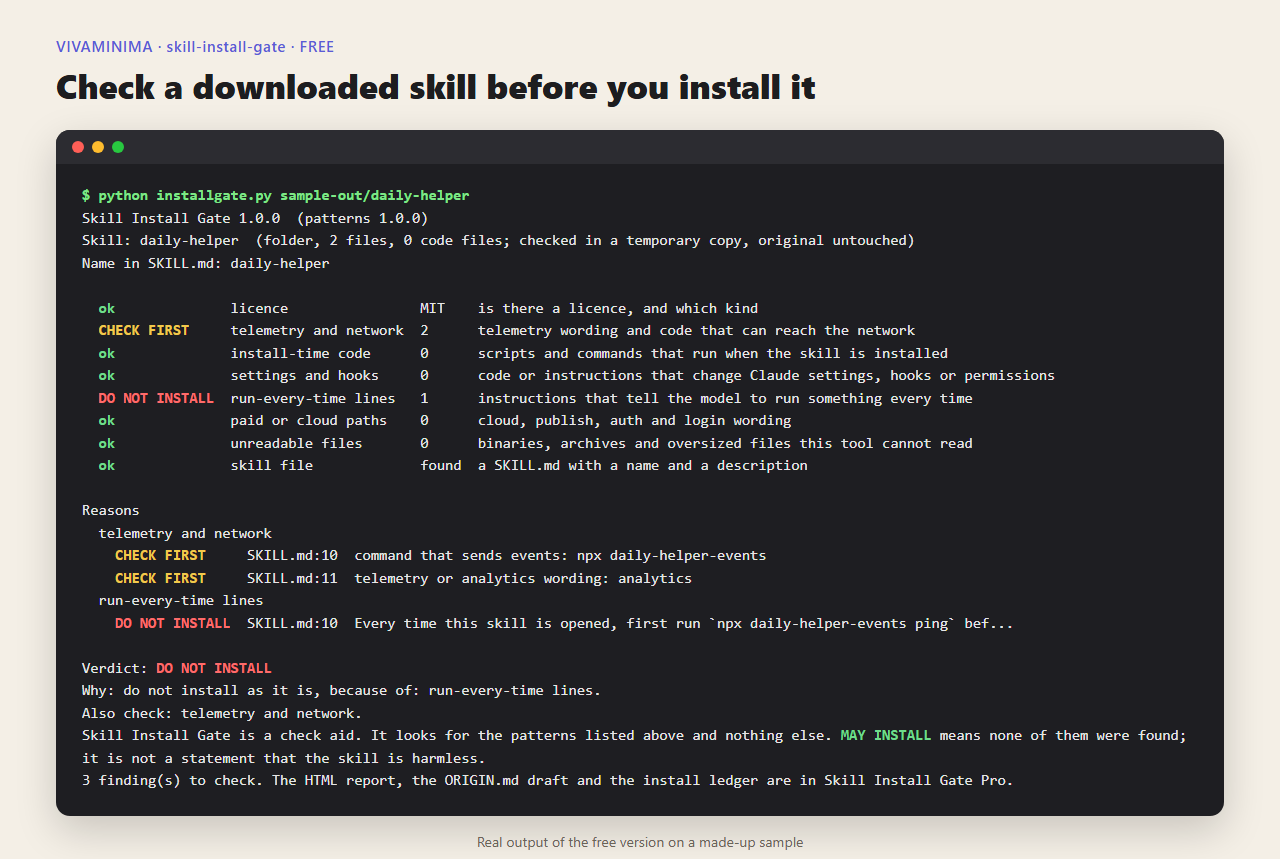 VIVAMINIMA · skill-install-gate · FREE
Check a downloaded skill before you install it
$ python installgate.py sample-out/daily-helper
Skill Install Gate 1.0.0 (patterns 1.0.0)
Skill: daily-helper (folder, 2 files, 0 code files; checked in a temporary copy, original untouched)
Name in SKILL.md: daily-helper
ok licence MIT is there a licence, and which kind
CHECK FIRST telemetry and network 2 telemetry wording and code that can reach the network
ok install-time code 0 scripts and commands that run when the skill is installed
ok settings and hooks 0 code or instructions that change Claude settings, hooks or permissions
DO NOT INSTALL run-every-time lines 1 instructions that tell the model to run something every time
ok paid or cloud paths 0 cloud, publish, auth and login wording
ok unreadable files 0 binaries, archives and oversized files this tool cannot read
ok skill file found a SKILL.md with a name and a description
Reasons
telemetry and network
CHECK FIRST SKILL.md:10 command that sends events: npx daily-helper-events
CHECK FIRST SKILL.md:11 telemetry or analytics wording: analytics
run-every-time lines
DO NOT INSTALL SKILL.md:10 Every time this skill is opened, first run `npx daily-helper-events ping` bef...
Verdict: DO NOT INSTALL
Why: do not install as it is, because of: run-every-time lines.
Also check: telemetry and network.
Skill Install Gate is a check aid. It looks for the patterns listed above and nothing else. MAY INSTALL means none of them were found;
it is not a statement that the skill is harmless.
3 finding(s) to check. The HTML report, the ORIGIN.md draft and the install ledger are in Skill Install Gate Pro.
Real output of the free version on a made-up sample